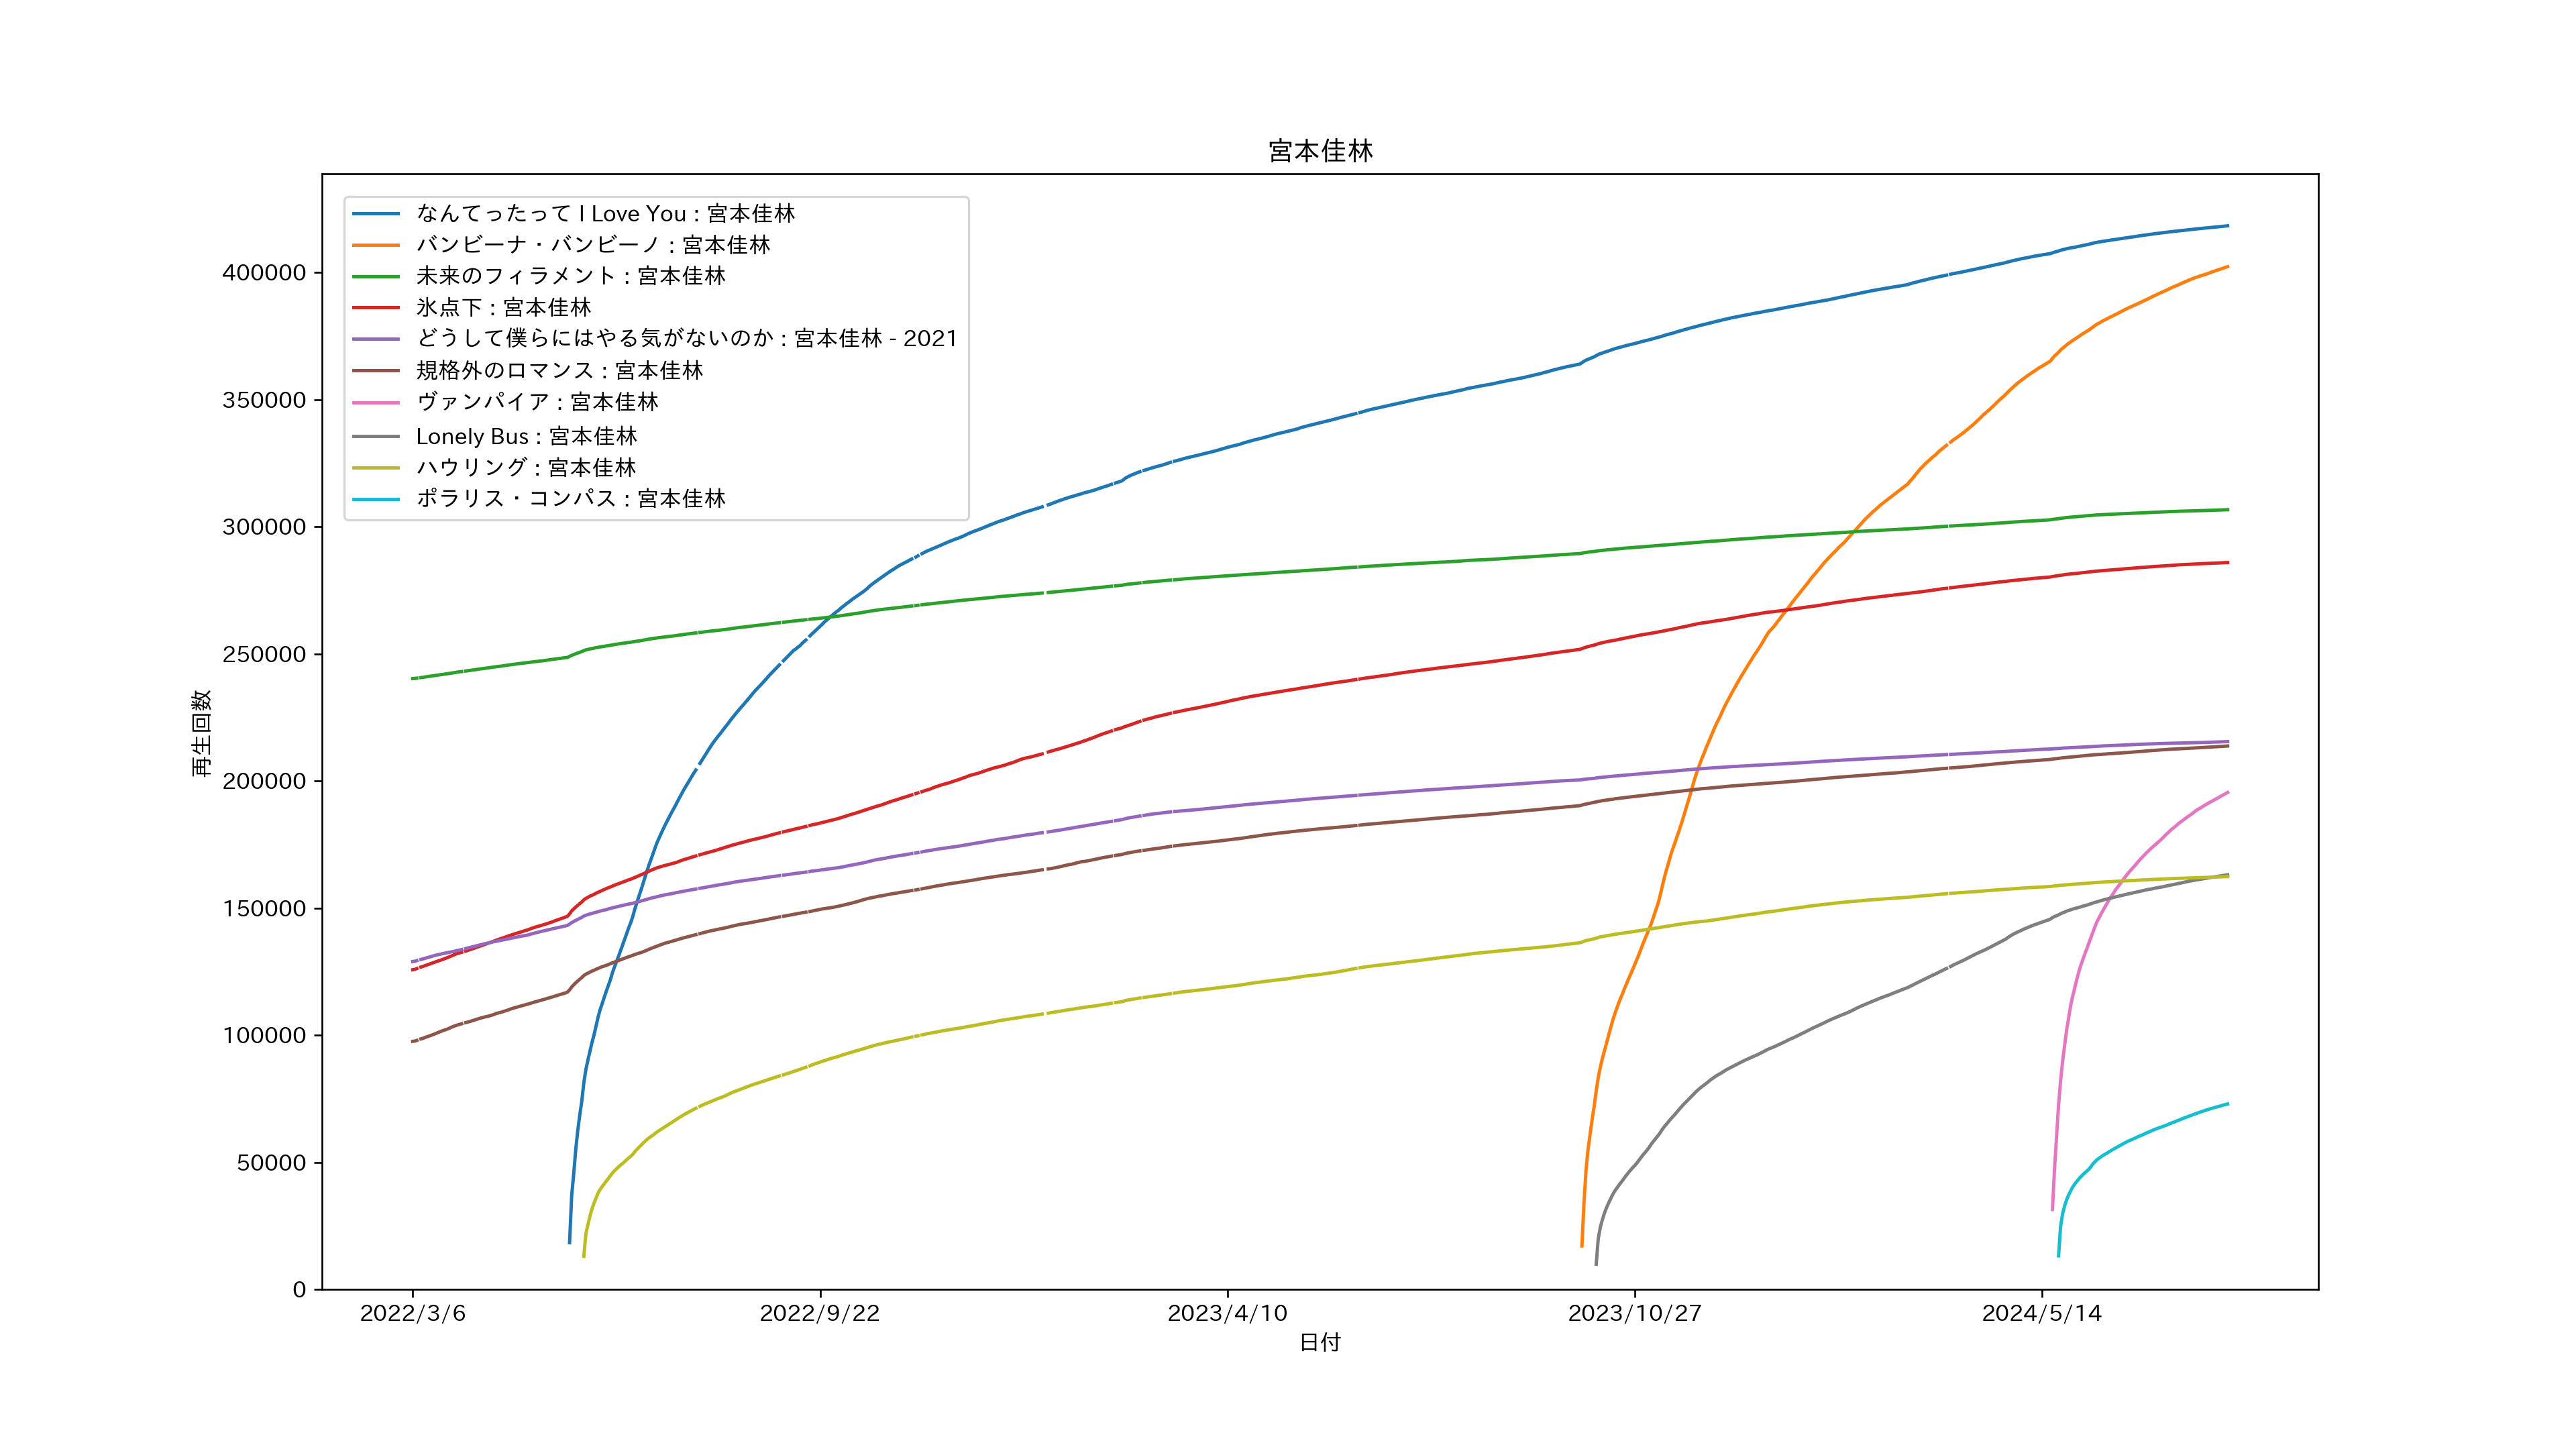 宮本佳林
なんてったって I Love You : 宮本佳林
バンビーナ・バンビーノ : 宮本佳林
未来のフィラメント : 宮本佳林
氷点下 : 宮本佳林
どうして僕らにはやる気がないのか : 宮本佳林 - 2021
規格外のロマンス : 宮本佳林
ヴァンパイア : 宮本佳林
Lonely Bus : 宮本佳林
ハウリング : 宮本佳林
ポラリス・コンパス : 宮本佳林
400000
350000
300000
250000
200000
150000
100000
50000
0
再生回数
2022/3/6 2022/9/22 2023/4/10 2023/10/27 2024/5/14
日付